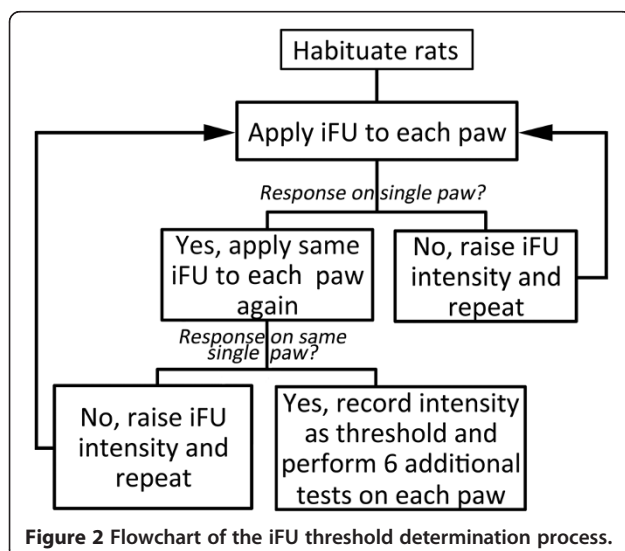 Habituate rats
Apply iFU to each paw
Response on single paw?
Yes, apply same
iFU to each paw
again
No, raise iFU
intensity and
repeat
Response on same
single paw?
No, raise iFU
intensity and
repeat
Yes, record intensity
as threshold and
perform 6 additional
tests on each paw
Figure 2 Flowchart of the iFU threshold determination process.